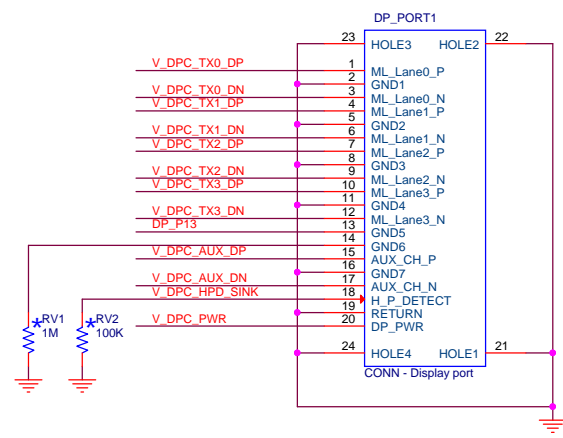 DP_PORT1
23 HOLE3 HOLE2 22
V_DPC_TX0_DP 1 ML_Lane0_P
2 GND1
V_DPC_TX0_DN 3 ML_Lane0_N
V_DPC_TX1_DP 4 ML_Lane1_P
5 GND2
V_DPC_TX1_DN 6 ML_Lane1_N
V_DPC_TX2_DP 7 ML_Lane2_P
8 GND3
V_DPC_TX2_DN 9 ML_Lane2_N
V_DPC_TX3_DP 10 ML_Lane3_P
11 GND4
V_DPC_TX3_DN 12 ML_Lane3_N
DP_P13 13 GND5
14 GND6
V_DPC_AUX_DP 15 AUX_CH_P
16 GND7
V_DPC_AUX_DN 17 AUX_CH_N
V_DPC_HPD_SINK 18 H_P_DETECT
19 RETURN
V_DPC_PWR 20 DP_PWR
*RV1 *RV2
1M 100K
24 HOLE4 HOLE1 21
CONN - Display port